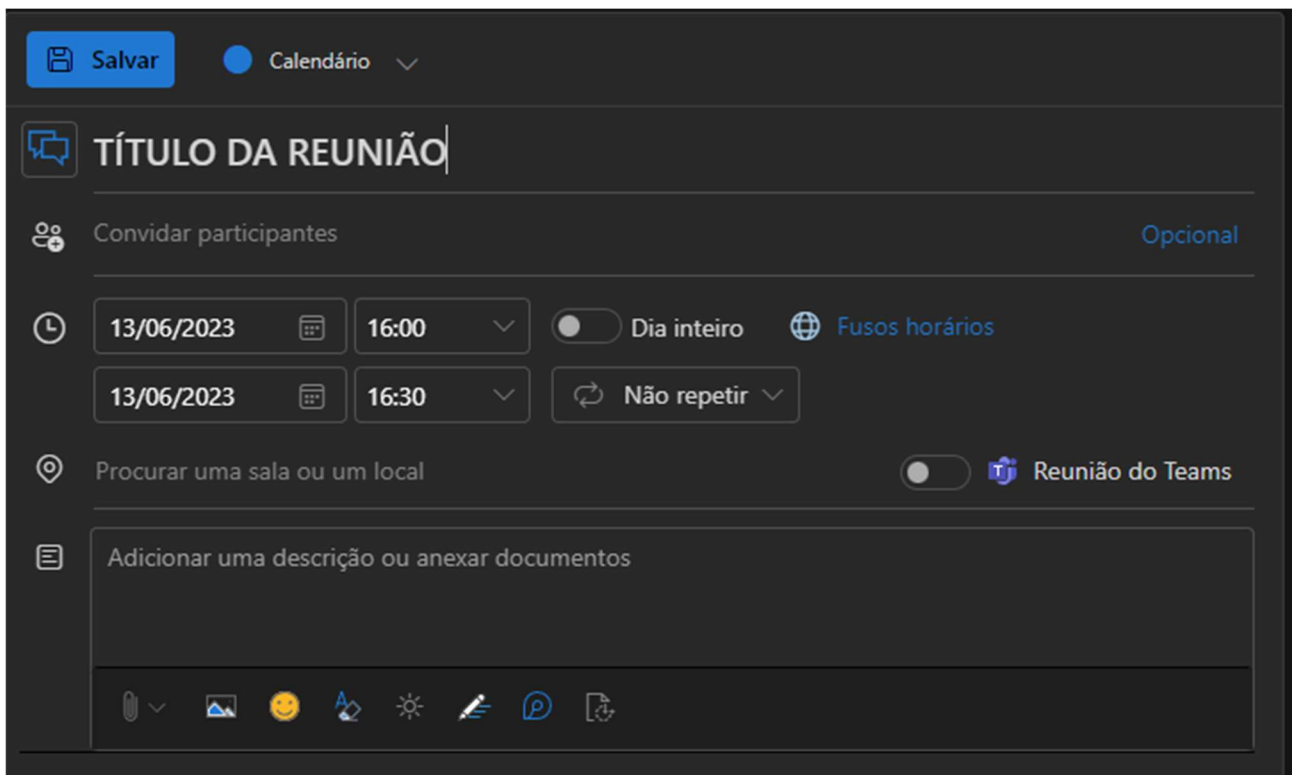 Salvar Calendário
TÍTULO DA REUNIÃO
Convidar participantes Opcional
13/06/2023 16:00 Dia inteiro Fusos horários
13/06/2023 16:30 Não repetir
Procurar uma sala ou um local Reunião do Teams
Adicionar uma descrição ou anexar documentos